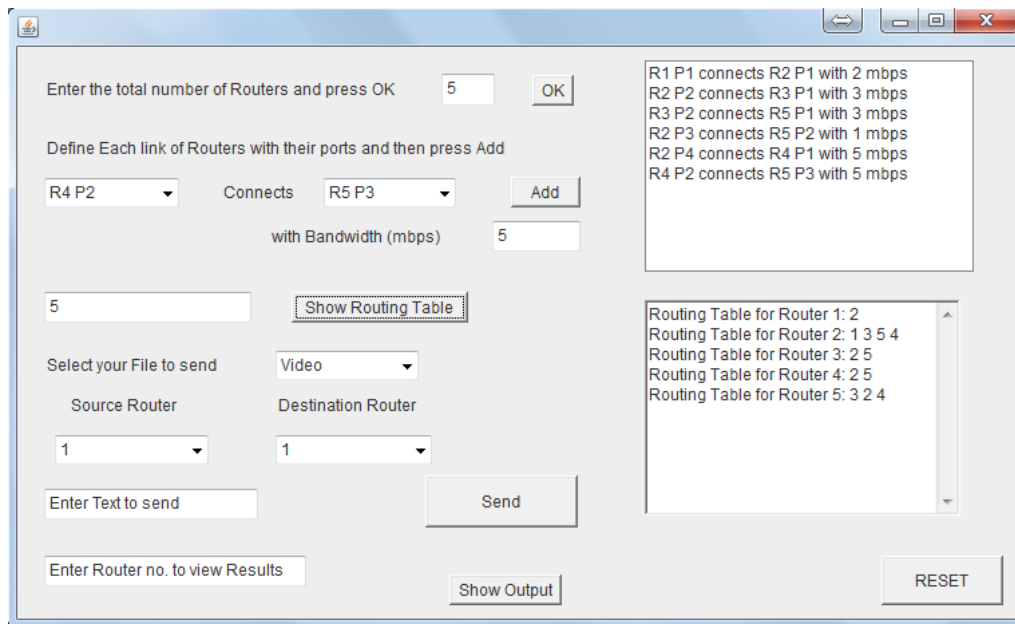 Enter the total number of Routers and press OK 5 OK
Define Each link of Routers with their ports and then press Add
R4 P2 Connects R5 P3 Add
with Bandwidth (mbps) 5
5 Show Routing Table
Select your File to send Video
Source Router Destination Router
1 1
Enter Text to send Send
Enter Router no. to view Results
Show Output
R1 P1 connects R2 P1 with 2 mbps
R2 P2 connects R3 P1 with 3 mbps
R3 P2 connects R5 P1 with 3 mbps
R2 P3 connects R5 P2 with 1 mbps
R2 P4 connects R4 P1 with 5 mbps
R4 P2 connects R5 P3 with 5 mbps
Routing Table for Router 1: 2
Routing Table for Router 2: 1 3 5 4
Routing Table for Router 3: 2 5
Routing Table for Router 4: 2 5
Routing Table for Router 5: 3 2 4
RESET